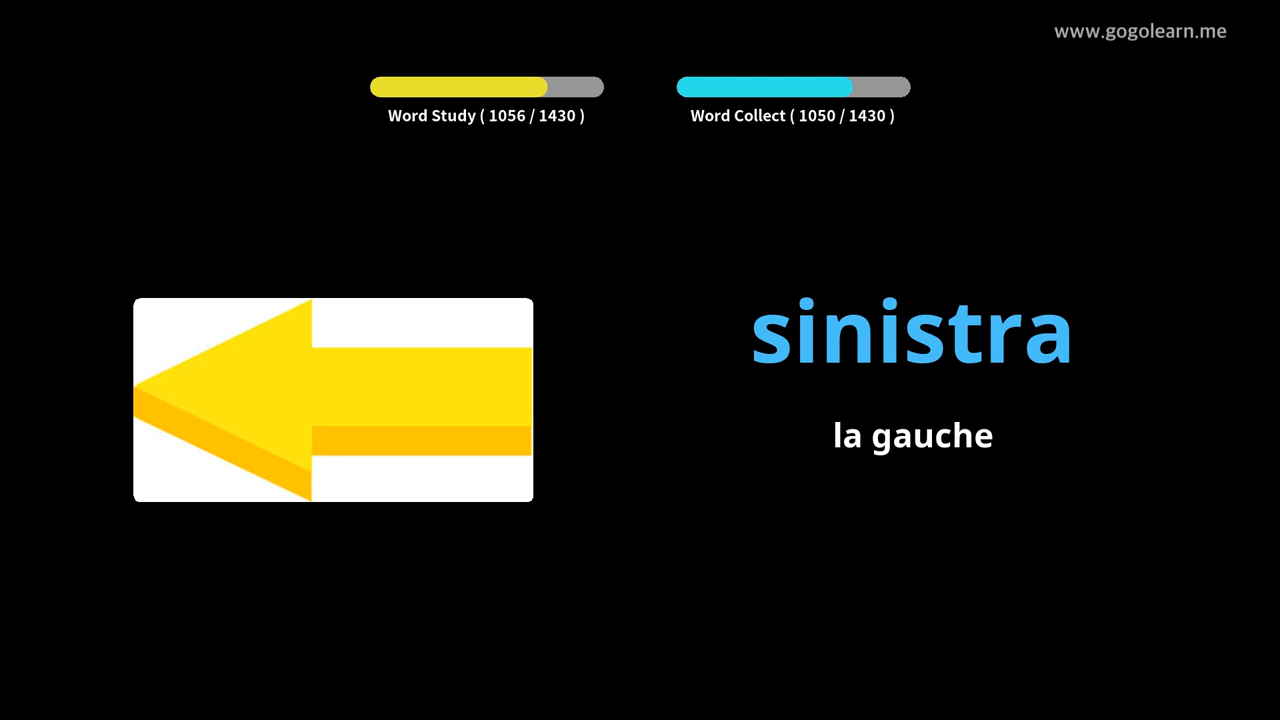 www.gogolearn.me
Word Study ( 1056 / 1430 )
Word Collect ( 1050 / 1430 )
sinistra
la gauche